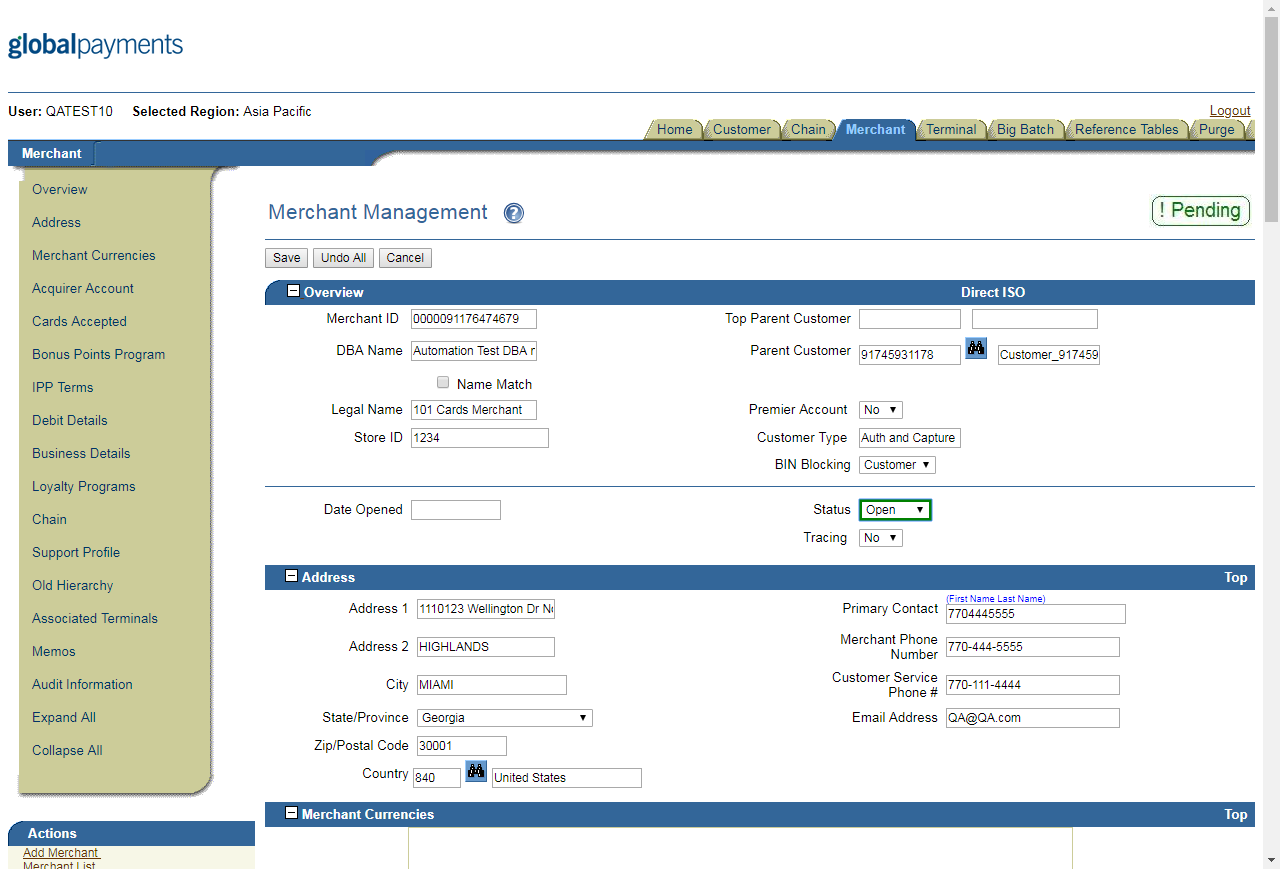 globalpayments
User: QATEST10 Selected Region: Asia Pacific
Logout
Home Customer Chain Merchant Terminal Big Batch Reference Tables Purge
Merchant
Overview
Address
Merchant Currencies
Acquirer Account
Cards Accepted
Bonus Points Program
IPP Terms
Debit Details
Business Details
Loyalty Programs
Chain
Support Profile
Old Hierarchy
Associated Terminals
Memos
Audit Information
Expand All
Collapse All
Actions
Add Merchant
Merchant List
Merchant Management ?
! Pending
Save Undo All Cancel
Overview Direct ISO
Merchant ID 0000091176474679 Top Parent Customer
DBA Name Automation Test DBA r Parent Customer 91745931178 Customer_917459
Name Match
Legal Name 101 Cards Merchant Premier Account No
Store ID 1234 Customer Type Auth and Capture
BIN Blocking Customer
Date Opened Status Open
Tracing No
Address Top
(First Name Last Name)
Address 1 1110123 Wellington Dr No Primary Contact 7704445555
Address 2 HIGHLANDS Merchant Phone
Number 770-444-5555
City MIAMI Customer Service
Phone # 770-111-4444
State/Province Georgia Email Address QA@QA.com
Zip/Postal Code 30001
Country 840 United States
Merchant Currencies Top